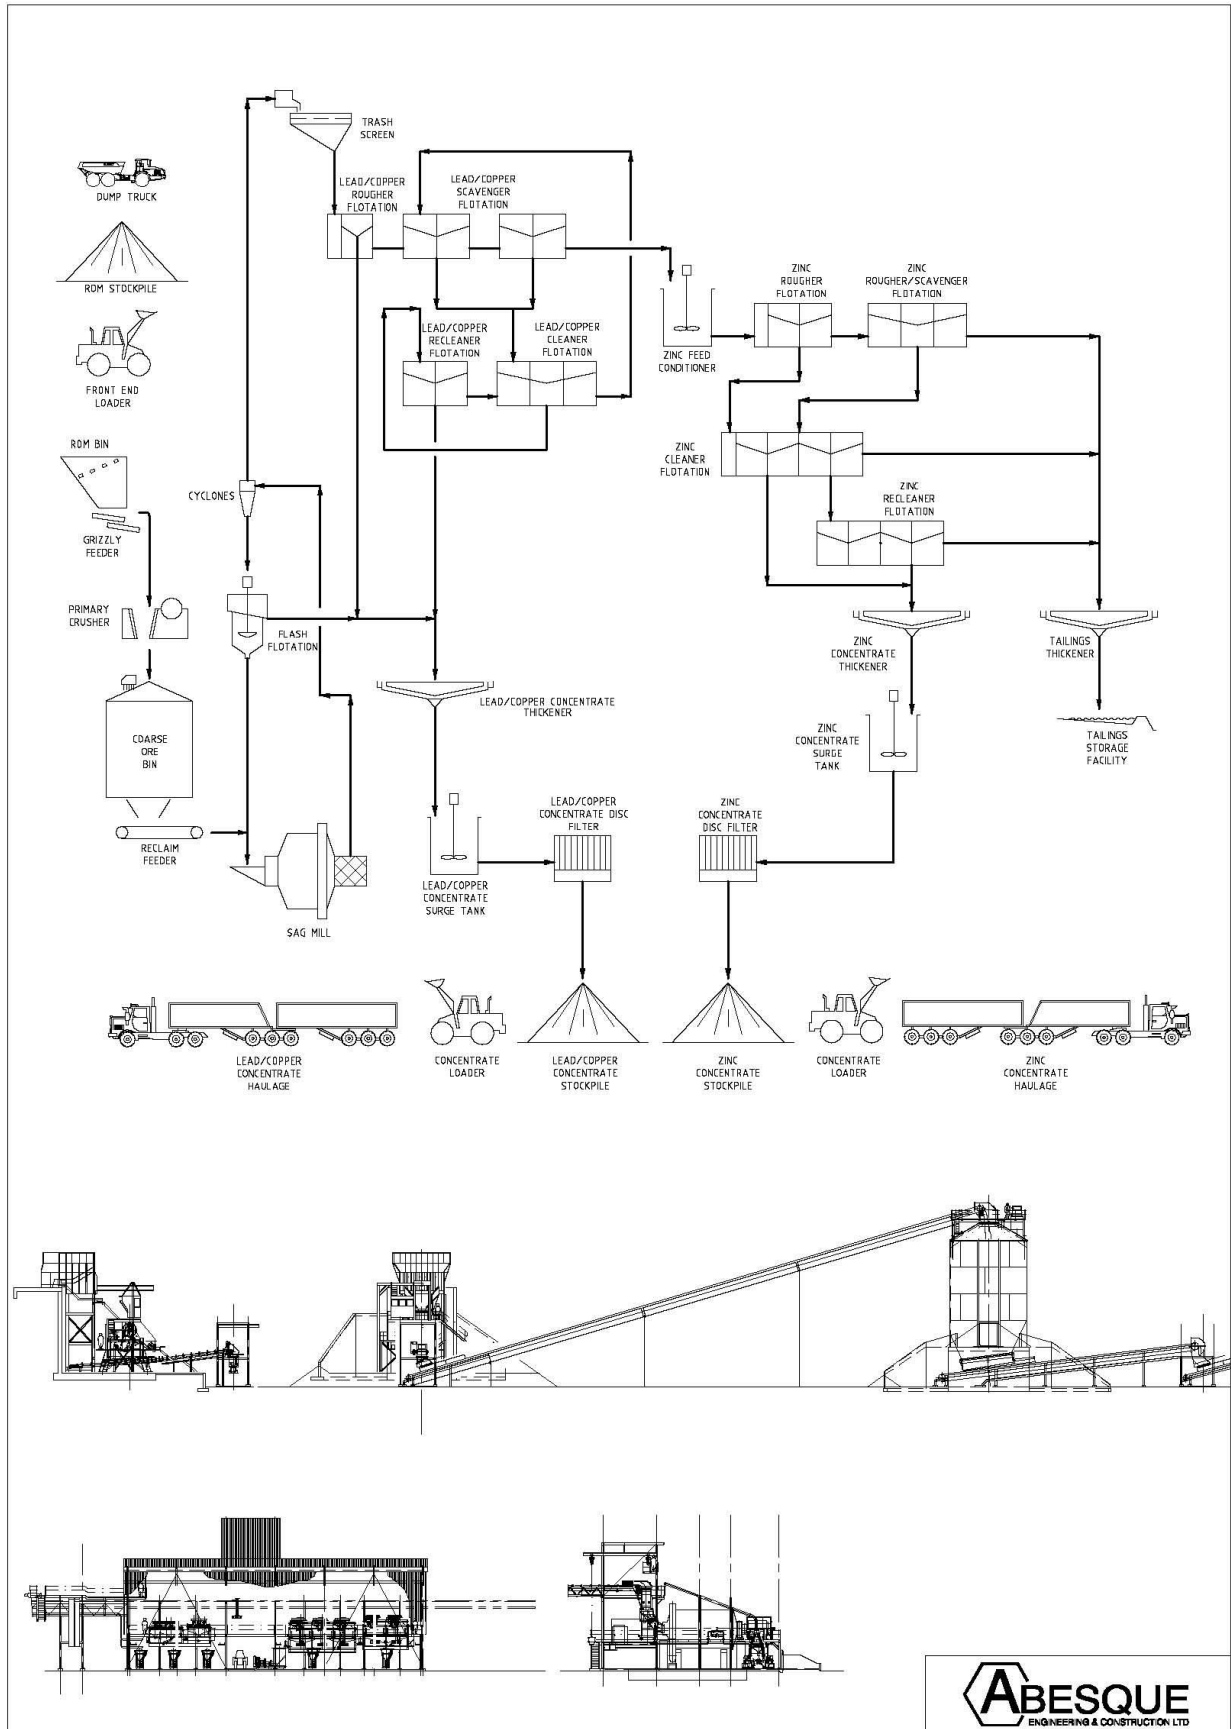 TRASH
SCREEN
DUMP TRUCK
LEAD/COPPER
ROUGHER
FLOTATION
LEAD/COPPER
SCAVENGER
FLOTATION
ROM STOCKPILE
ZINC
ROUGHER
FLOTATION
ZINC
ROUGHER/SCAVENGER
FLOTATION
LEAD/COPPER
RECLEANER
FLOTATION
LEAD/COPPER
CLEANER
FLOTATION
ZINC FEED
CONDITIONER
FRONT END
LOADER
ROM BIN
ZINC
CLEANER
FLOTATION
CYCLONES
ZINC
RECLEANER
FLOTATION
GRIZZLY
FEEDER
PRIMARY
CRUSHER
FLASH
FLOTATION
ZINC
CONCENTRATE
THICKENER
TAILINGS
THICKENER
LEAD/COPPER CONCENTRATE
THICKENER
COARSE
ORE
BIN
ZINC
CONCENTRATE
SURGE
TANK
TAILINGS
STORAGE
FACILITY
LEAD/COPPER
CONCENTRATE DISC
FILTER
ZINC
CONCENTRATE
DISC FILTER
RECLAIM
FEEDER
LEAD/COPPER
CONCENTRATE
SURGE TANK
SAG MILL
LEAD/COPPER
CONCENTRATE
HAULAGE
CONCENTRATE
LOADER
LEAD/COPPER
CONCENTRATE
STOCKPILE
ZINC
CONCENTRATE
STOCKPILE
CONCENTRATE
LOADER
ZINC
CONCENTRATE
HAULAGE
ABESQUE
ENGINEERING & CONSTRUCTION LTD